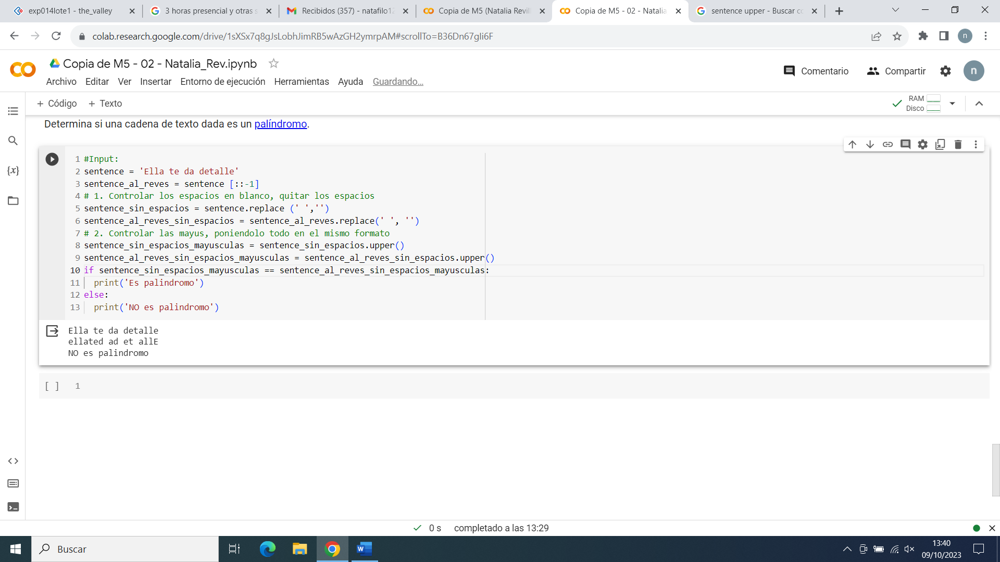 exp014lote1 - the_valley
3 horas presencial y otras s
Recibidos (357) - natafilo12
Copia de M5 (Natalia Revil
Copia de M5 - 02 - Natalia
sentence upper - Buscar co
colab.research.google.com/drive/1sXSx7q8gJsLobhJimRB5wAzGH2ymrpAM#scrollTo=B36Dn67gIi6F
n
Copia de M5 - 02 - Natalia_Rev.ipynb
Archivo Editar Ver Insertar Entorno de ejecución Herramientas Ayuda Guardando...
Comentario
Compartir
n
+ Código + Texto
RAM
Disco
Determina si una cadena de texto dada es un palíndromo.
1 #Input:
2 sentence = 'Ella te da detalle'
3 sentence_al_reves = sentence [::-1]
4 # 1. Controlar los espacios en blanco, quitar los espacios
5 sentence_sin_espacios = sentence.replace (' ','')
6 sentence_al_reves_sin_espacios = sentence_al_reves.replace(' ', '')
7 # 2. Controlar las mayus, poniendolo todo en el mismo formato
8 sentence_sin_espacios_mayusculas = sentence_sin_espacios.upper()
9 sentence_al_reves_sin_espacios_mayusculas = sentence_al_reves_sin_espacios.upper()
10 if sentence_sin_espacios_mayusculas == sentence_al_reves_sin_espacios_mayusculas:
11 print('Es palindromo')
12 else:
13 print('NO es palindromo')
Ella te da detalle
ellated ad et allE
NO es palindromo
[ ] 1
{x}
0 s completado a las 13:29
Buscar
13:40
09/10/2023